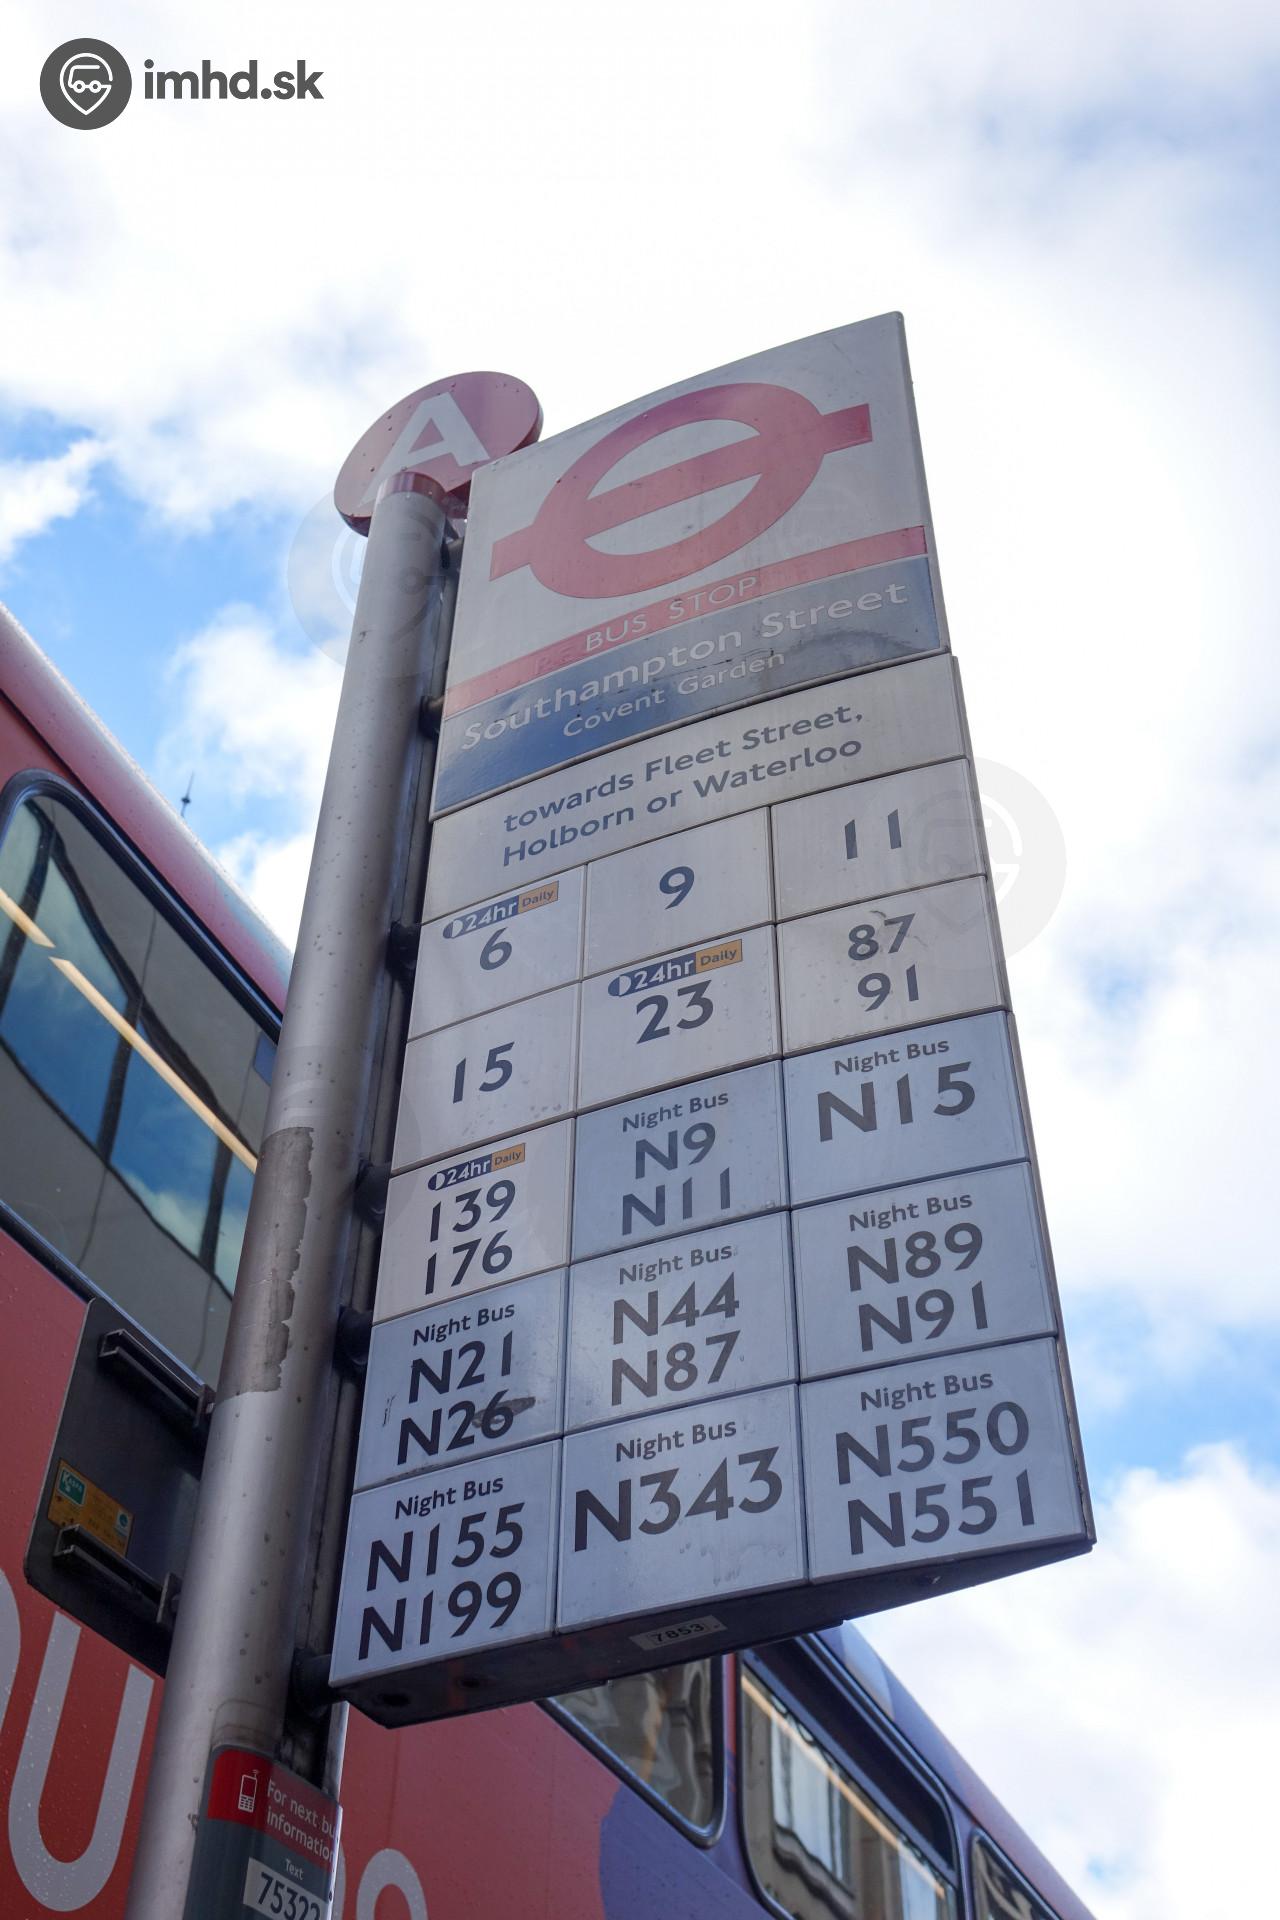 imhd.sk
A
BUS STOP
Southampton Street
Covent Garden
towards Fleet Street,
Holborn or Waterloo
24hr Daily
6
9
11
15
24hr Daily
23
87
91
24hr Daily
139
176
Night Bus
N9
N11
Night Bus
N15
Night Bus
N21
N26
Night Bus
N44
N87
Night Bus
N89
N91
Night Bus
N155
N199
Night Bus
N343
Night Bus
N550
N551
7853
For next
information
Text
75322